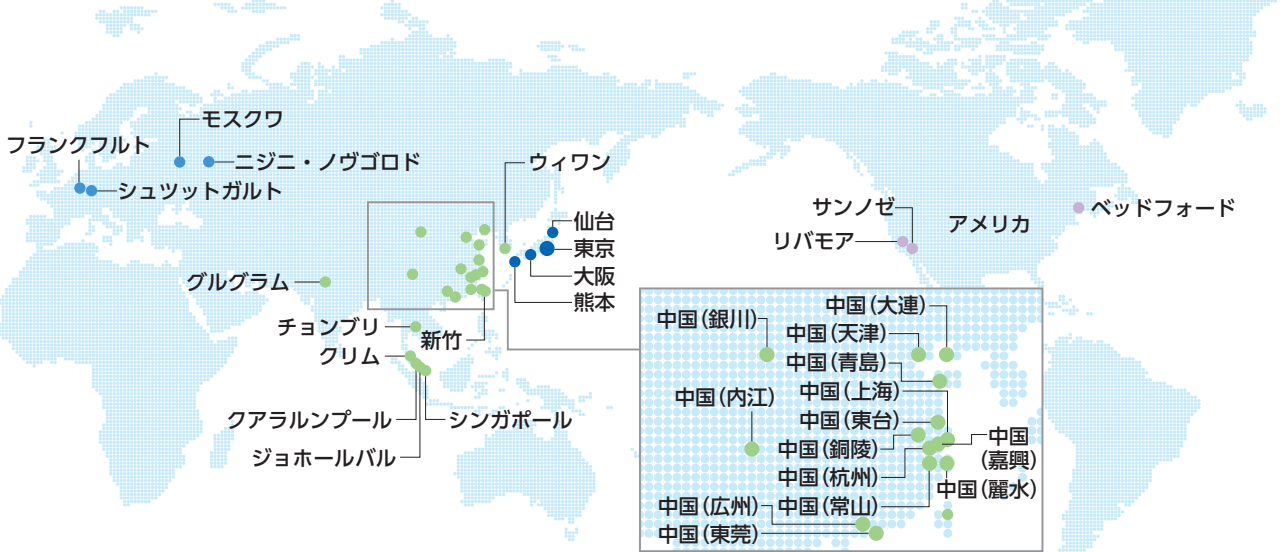 モスクワ
フランクフルト
ニジニ・ノヴゴロド
シュツットガルト
ウィワン
仙台
東京
大阪
熊本
グルグラム
チョンブリ
新竹
クリム
クアラルンプール
シンガポール
ジョホールバル
サンノゼ
アメリカ
ベッドフォード
リバモア
中国(大連)
中国(銀川)
中国(天津)
中国(青島)
中国(内江)
中国(上海)
中国(東台)
中国(銅陵)
中国
(嘉興)
中国(杭州)
中国(麗水)
中国(広州)
中国(常山)
中国(東莞)